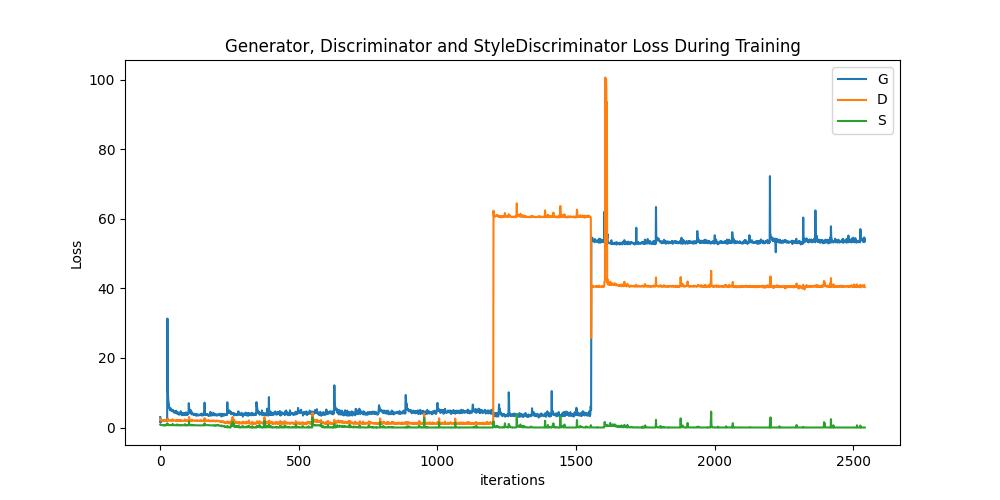 Generator, Discriminator and StyleDiscriminator Loss During Training
G
D
S
100
80
60
40
20
0
Loss
0 500 1000 1500 2000 2500
iterations